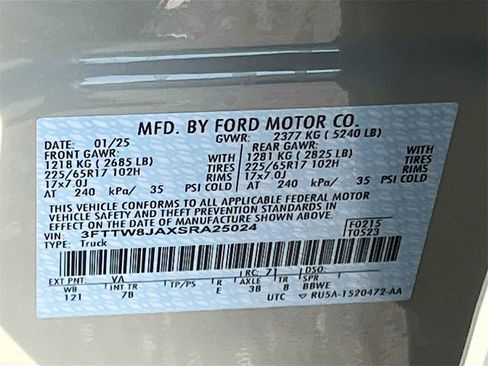 MFD. BY FORD MOTOR CO.
DATE: 01/25 GVWR: 2377 KG ( 5240 LB)
FRONT GAWR: REAR GAWR:
1218 KG ( 2685 LB) WITH 1281 KG ( 2825 LB) WITH
225/65R17 102H TIRES 225/65R17 102H TIRES
17x7.0J RIMS 17x7.0J RIMS
AT 240 kPa/ 35 PSI COLD AT 240 kPa/ 35 PSI COLD
THIS VEHICLE CONFORMS TO ALL APPLICABLE FEDERAL MOTOR
VEHICLE SAFETY AND BUMPER STANDARDS IN
EFFECT ON THE DATE OF MANUFACTURE SHOWN ABOVE. F0215
VIN: 3FTTW8JAXSRA25024 T0523
TYPE: Truck
EXT PNT: YA RC: 71 DSO:
WB INT TR TP/PS R AXLE TR SPR
121 7B E 38 8 BBWE
UTC RU5A-1520472-AA